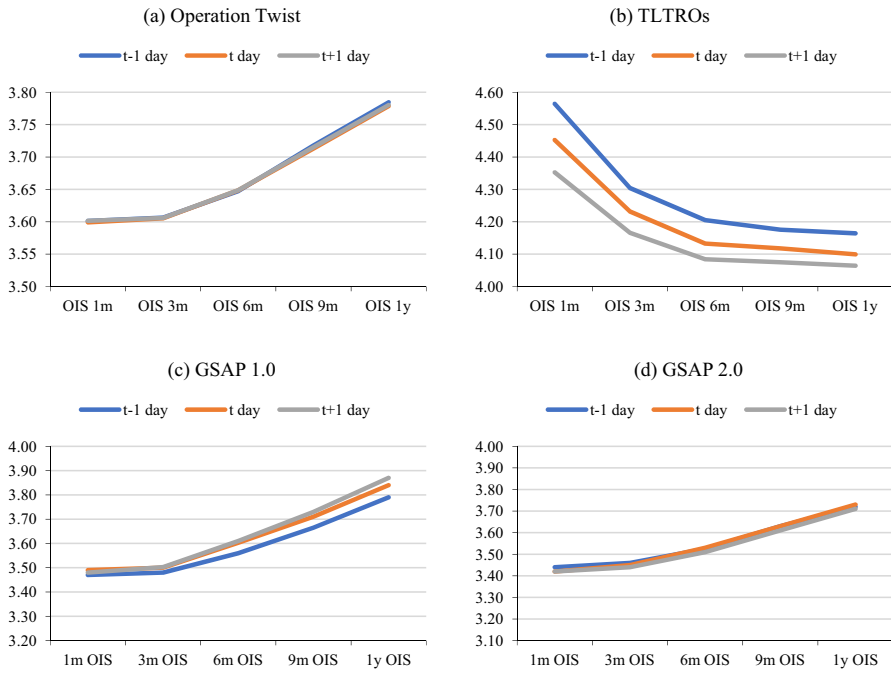 (a) Operation Twist
t-1 day t day t+1 day
3.80
3.75
3.70
3.65
3.60
3.55
3.50
OIS 1m OIS 3m OIS 6m OIS 9m OIS 1y
(b) TLTROs
t-1 day t day t+1 day
4.60
4.50
4.40
4.30
4.20
4.10
4.00
OIS 1m OIS 3m OIS 6m OIS 9m OIS 1y
(c) GSAP 1.0
t-1 day t day t+1 day
4.00
3.90
3.80
3.70
3.60
3.50
3.40
3.30
3.20
1m OIS 3m OIS 6m OIS 9m OIS 1y OIS
(d) GSAP 2.0
t-1 day t day t+1 day
4.00
3.90
3.80
3.70
3.60
3.50
3.40
3.30
3.20
3.10
1m OIS 3m OIS 6m OIS 9m OIS 1y OIS